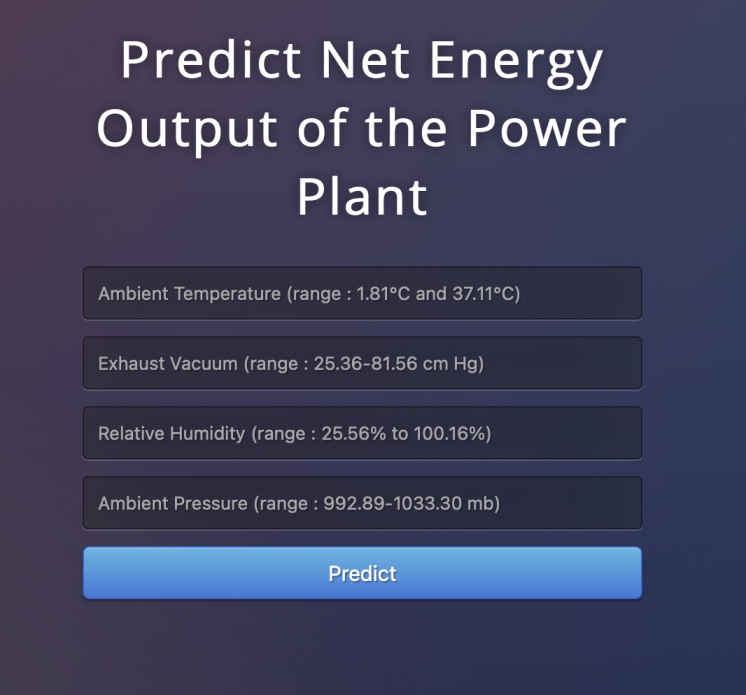 Predict Net Energy
Output of the Power
Plant
Ambient Temperature (range : 1.81°C and 37.11°C)
Exhaust Vacuum (range : 25.36-81.56 cm Hg)
Relative Humidity (range : 25.56% to 100.16%)
Ambient Pressure (range : 992.89-1033.30 mb)
Predict